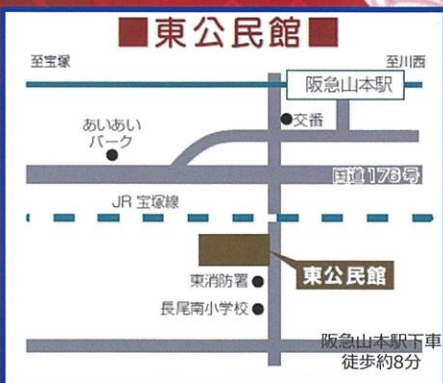 ■東公民館■
至宝塚
至川西
阪急山本駅
交番
あいあい
パーク
国道176号
JR 宝塚線
東公民館
東消防署
長尾南小学校
阪急山本駅下車
徒歩約8分